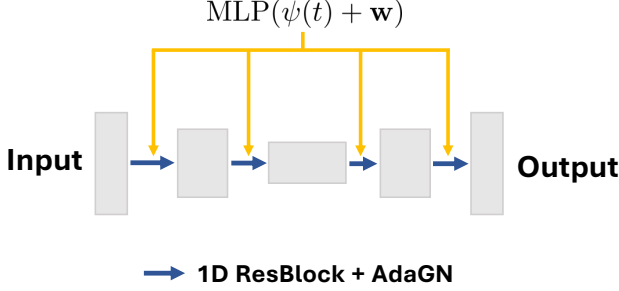 MLP(ψ(t) + w)
Input
Output
1D ResBlock + AdaGN